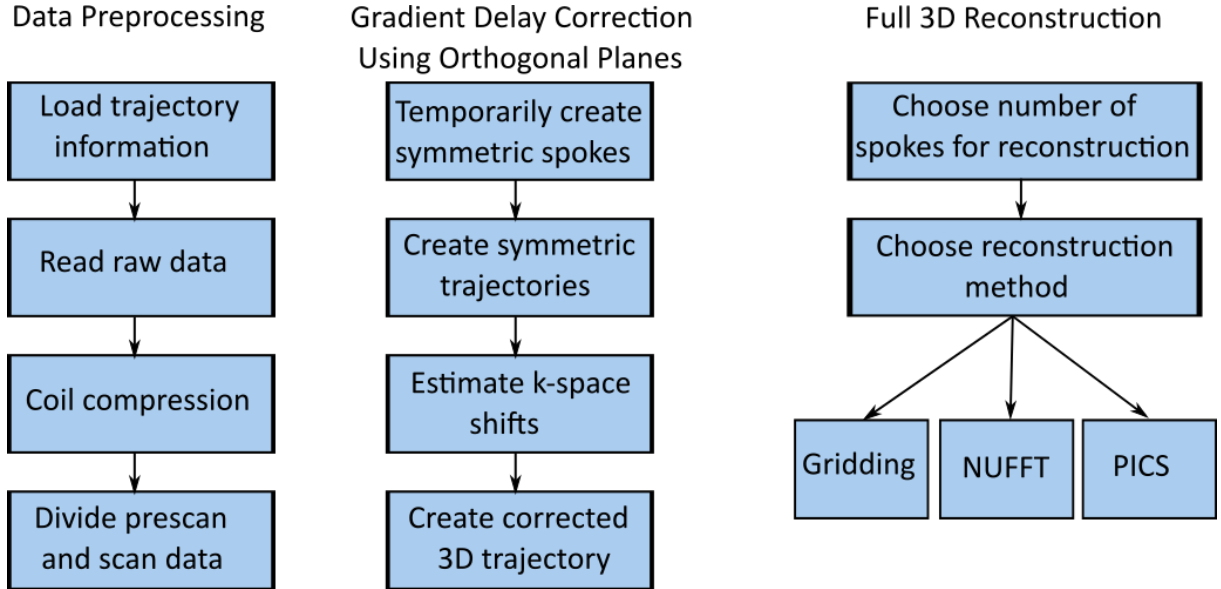 Data Preprocessing
Load trajectory
information
Read raw data
Coil compression
Divide prescan
and scan data
Gradient Delay Correction
Using Orthogonal Planes
Temporarily create
symmetric spokes
Create symmetric
trajectories
Estimate k-space
shifts
Create corrected
3D trajectory
Full 3D Reconstruction
Choose number of
spokes for reconstruction
Choose reconstruction
method
Gridding
NUFFT
PICS